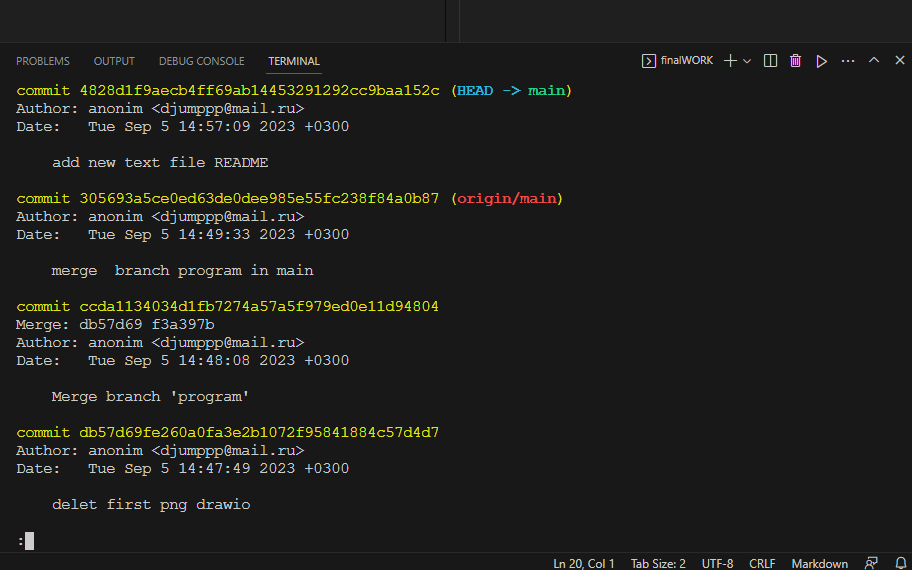 PROBLEMS OUTPUT DEBUG CONSOLE TERMINAL finalWORK
commit 4828d1f9aecb4ff69ab14453291292cc9baa152c (HEAD -> main)
Author: anonim <djumppp@mail.ru>
Date:   Tue Sep 5 14:57:09 2023 +0300
add new text file README
commit 305693a5ce0ed63de0dee985e55fc238f84a0b87 (origin/main)
Author: anonim <djumppp@mail.ru>
Date:   Tue Sep 5 14:49:33 2023 +0300
merge  branch program in main
commit ccda1134034d1fb7274a57a5f979ed0e11d94804
Merge: db57d69 f3a397b
Author: anonim <djumppp@mail.ru>
Date:   Tue Sep 5 14:48:08 2023 +0300
Merge branch 'program'
commit db57d69fe260a0fa3e2b1072f95841884c57d4d7
Author: anonim <djumppp@mail.ru>
Date:   Tue Sep 5 14:47:49 2023 +0300
delet first png drawio
:
Ln 20, Col 1 Tab Size: 2 UTF-8 CRLF Markdown